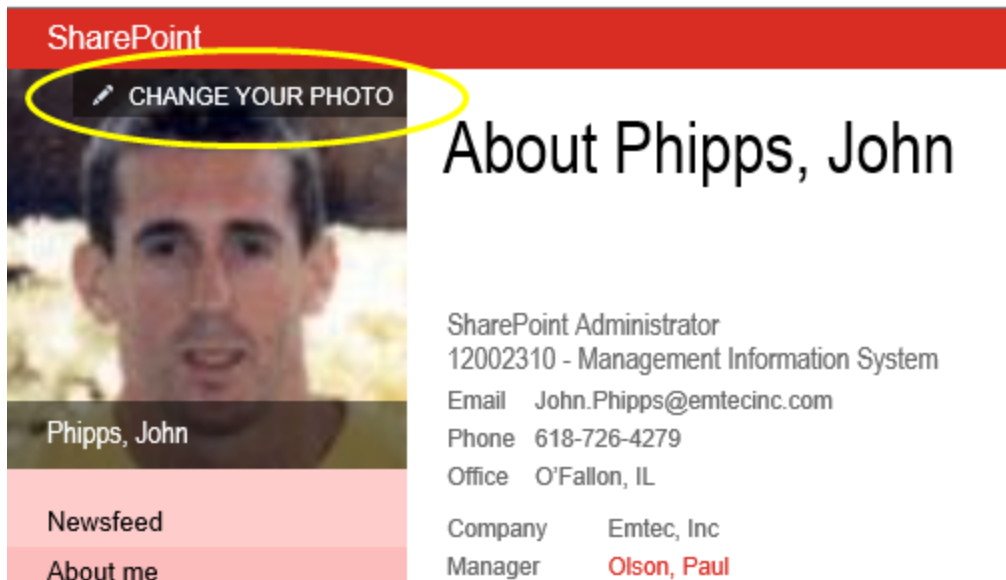 SharePoint
CHANGE YOUR PHOTO
About Phipps, John
SharePoint Administrator
12002310 - Management Information System
Email John.Phipps@emtecinc.com
Phone 618-726-4279
Office O'Fallon, IL
Company Emtec, Inc
Manager Olson, Paul
Phipps, John
Newsfeed
About me